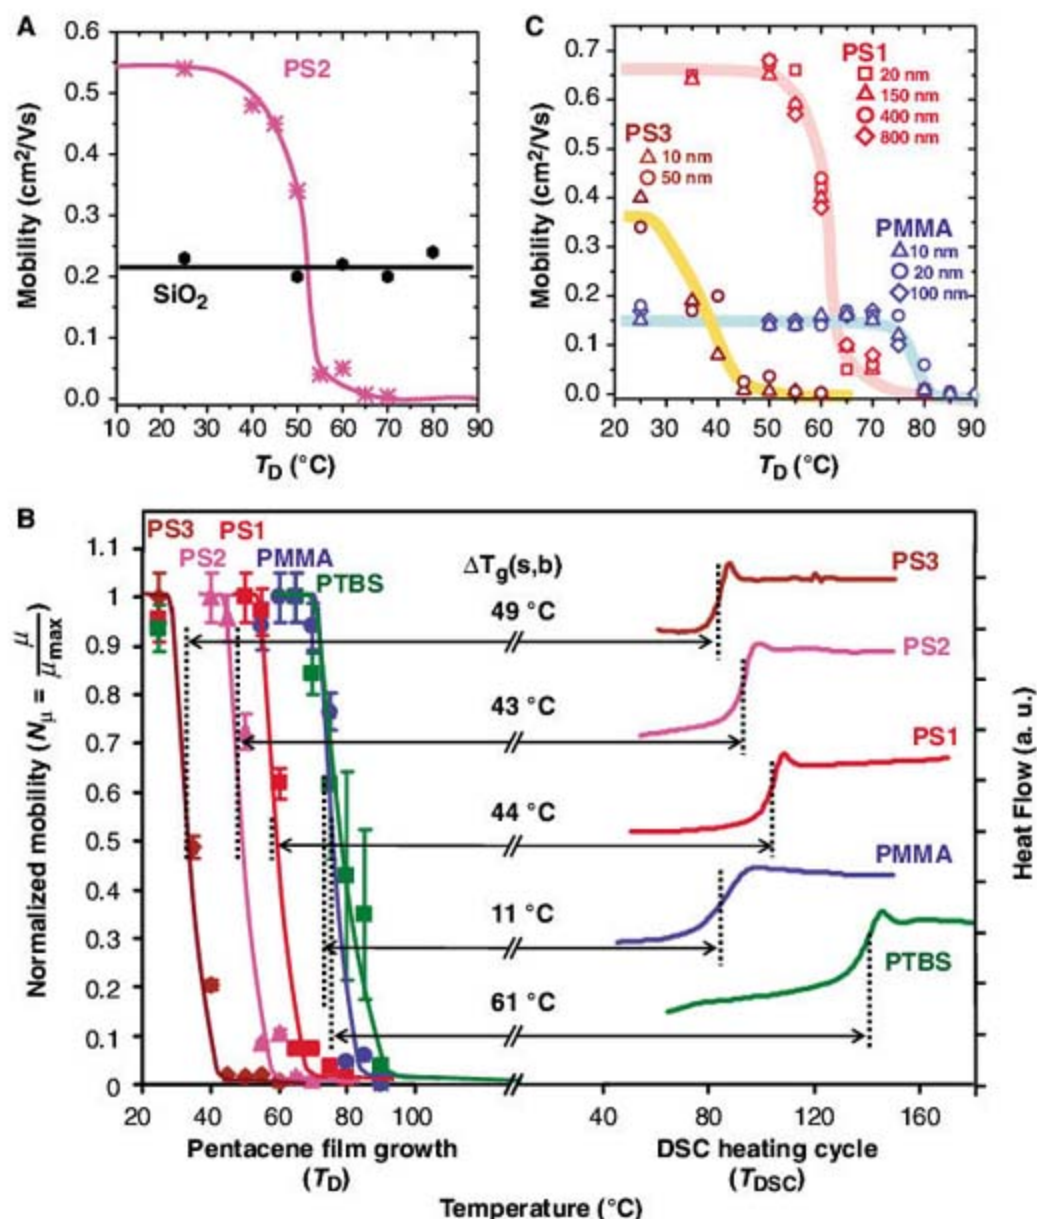 A
0.6
0.5
0.4
0.3
0.2
0.1
0.0
Mobility (cm²/Vs)
PS2
SiO₂
10 20 30 40 50 60 70 80 90
T_D (°C)
C
0.7
0.6
0.5
0.4
0.3
0.2
0.1
0.0
Mobility (cm²/Vs)
PS1
20 nm
150 nm
400 nm
800 nm
PS3
10 nm
50 nm
PMMA
10 nm
20 nm
100 nm
20 30 40 50 60 70 80 90
T_D (°C)
B
1.1
1
0.9
0.8
0.7
0.6
0.5
0.4
0.3
0.2
0.1
0
Normalized mobility (N_μ = μ/μ_max)
PS3 PS1
PS2 PMMA
PTBS
ΔT_g(s,b)
49 °C
43 °C
44 °C
11 °C
61 °C
PS3
PS2
PS1
PMMA
PTBS
Heat Flow (a. u.)
20 40 60 80 100
40 80 120 160
Pentacene film growth
(T_D)
DSC heating cycle
(T_DSC)
Temperature (°C)